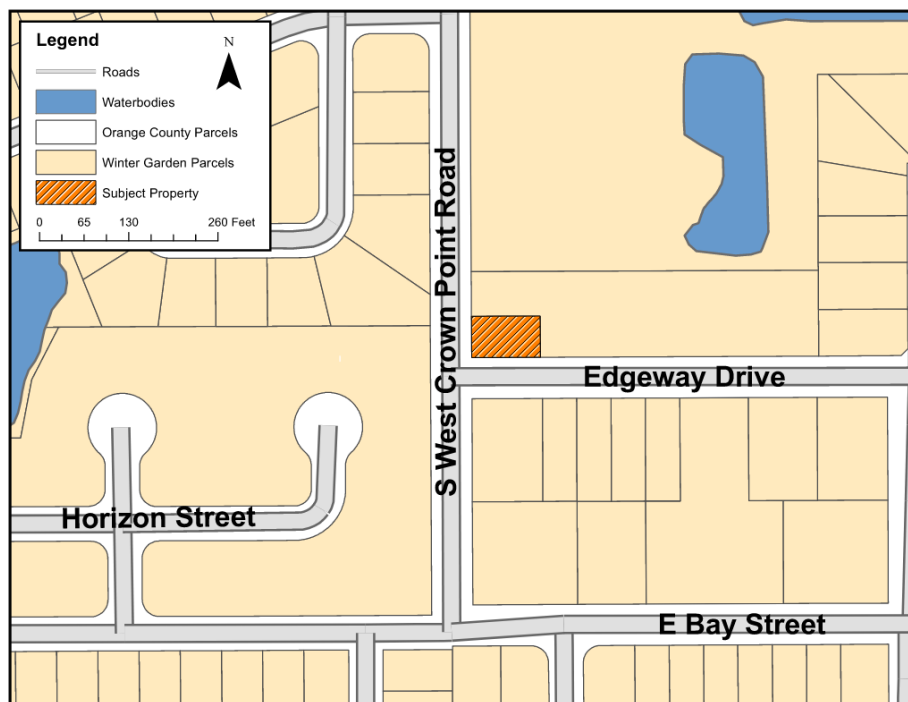 Legend
N
Roads
Waterbodies
Orange County Parcels
Winter Garden Parcels
Subject Property
0 65 130 260 Feet
S West Crown Point Road
Edgeway Drive
Horizon Street
E Bay Street